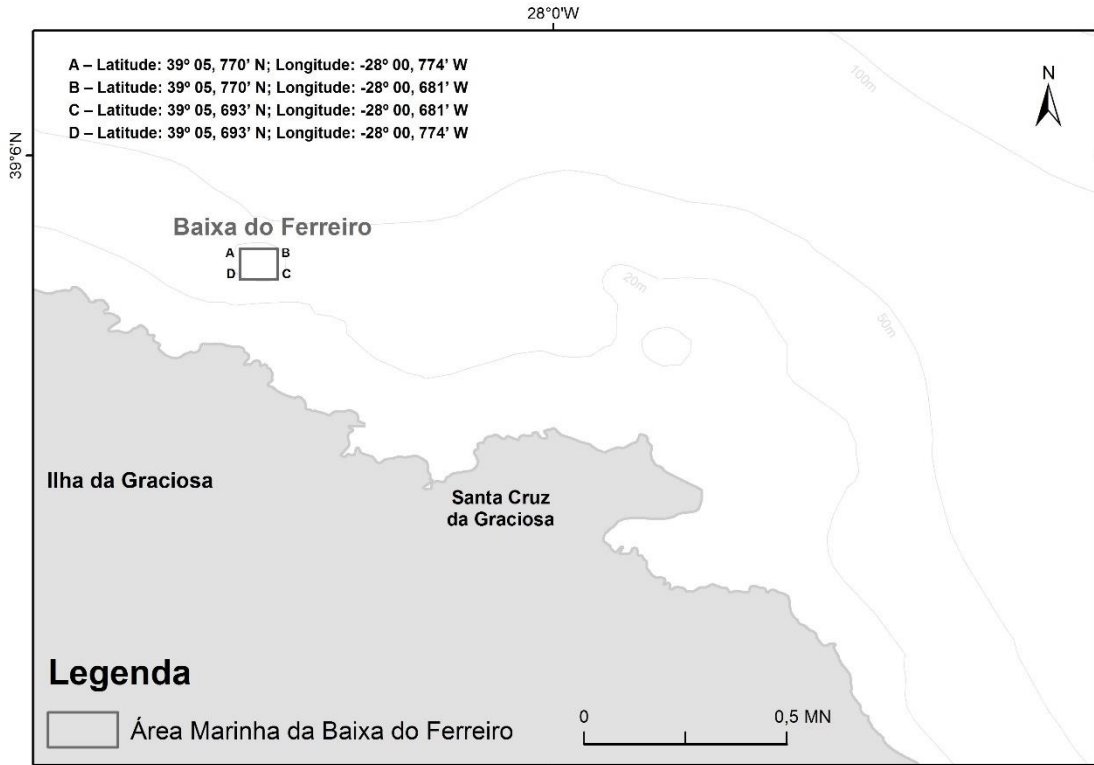 28°0'W
A – Latitude: 39º 05, 770’ N; Longitude: -28º 00, 774’ W
B – Latitude: 39º 05, 770’ N; Longitude: -28º 00, 681’ W
C – Latitude: 39º 05, 693’ N; Longitude: -28º 00, 681’ W
D – Latitude: 39º 05, 693’ N; Longitude: -28º 00, 774’ W
100m
N
39°6'N
Baixa do Ferreiro
A B
D C
20m
50m
Ilha da Graciosa
Santa Cruz
da Graciosa
Legenda
Área Marinha da Baixa do Ferreiro
0 0,5 MN